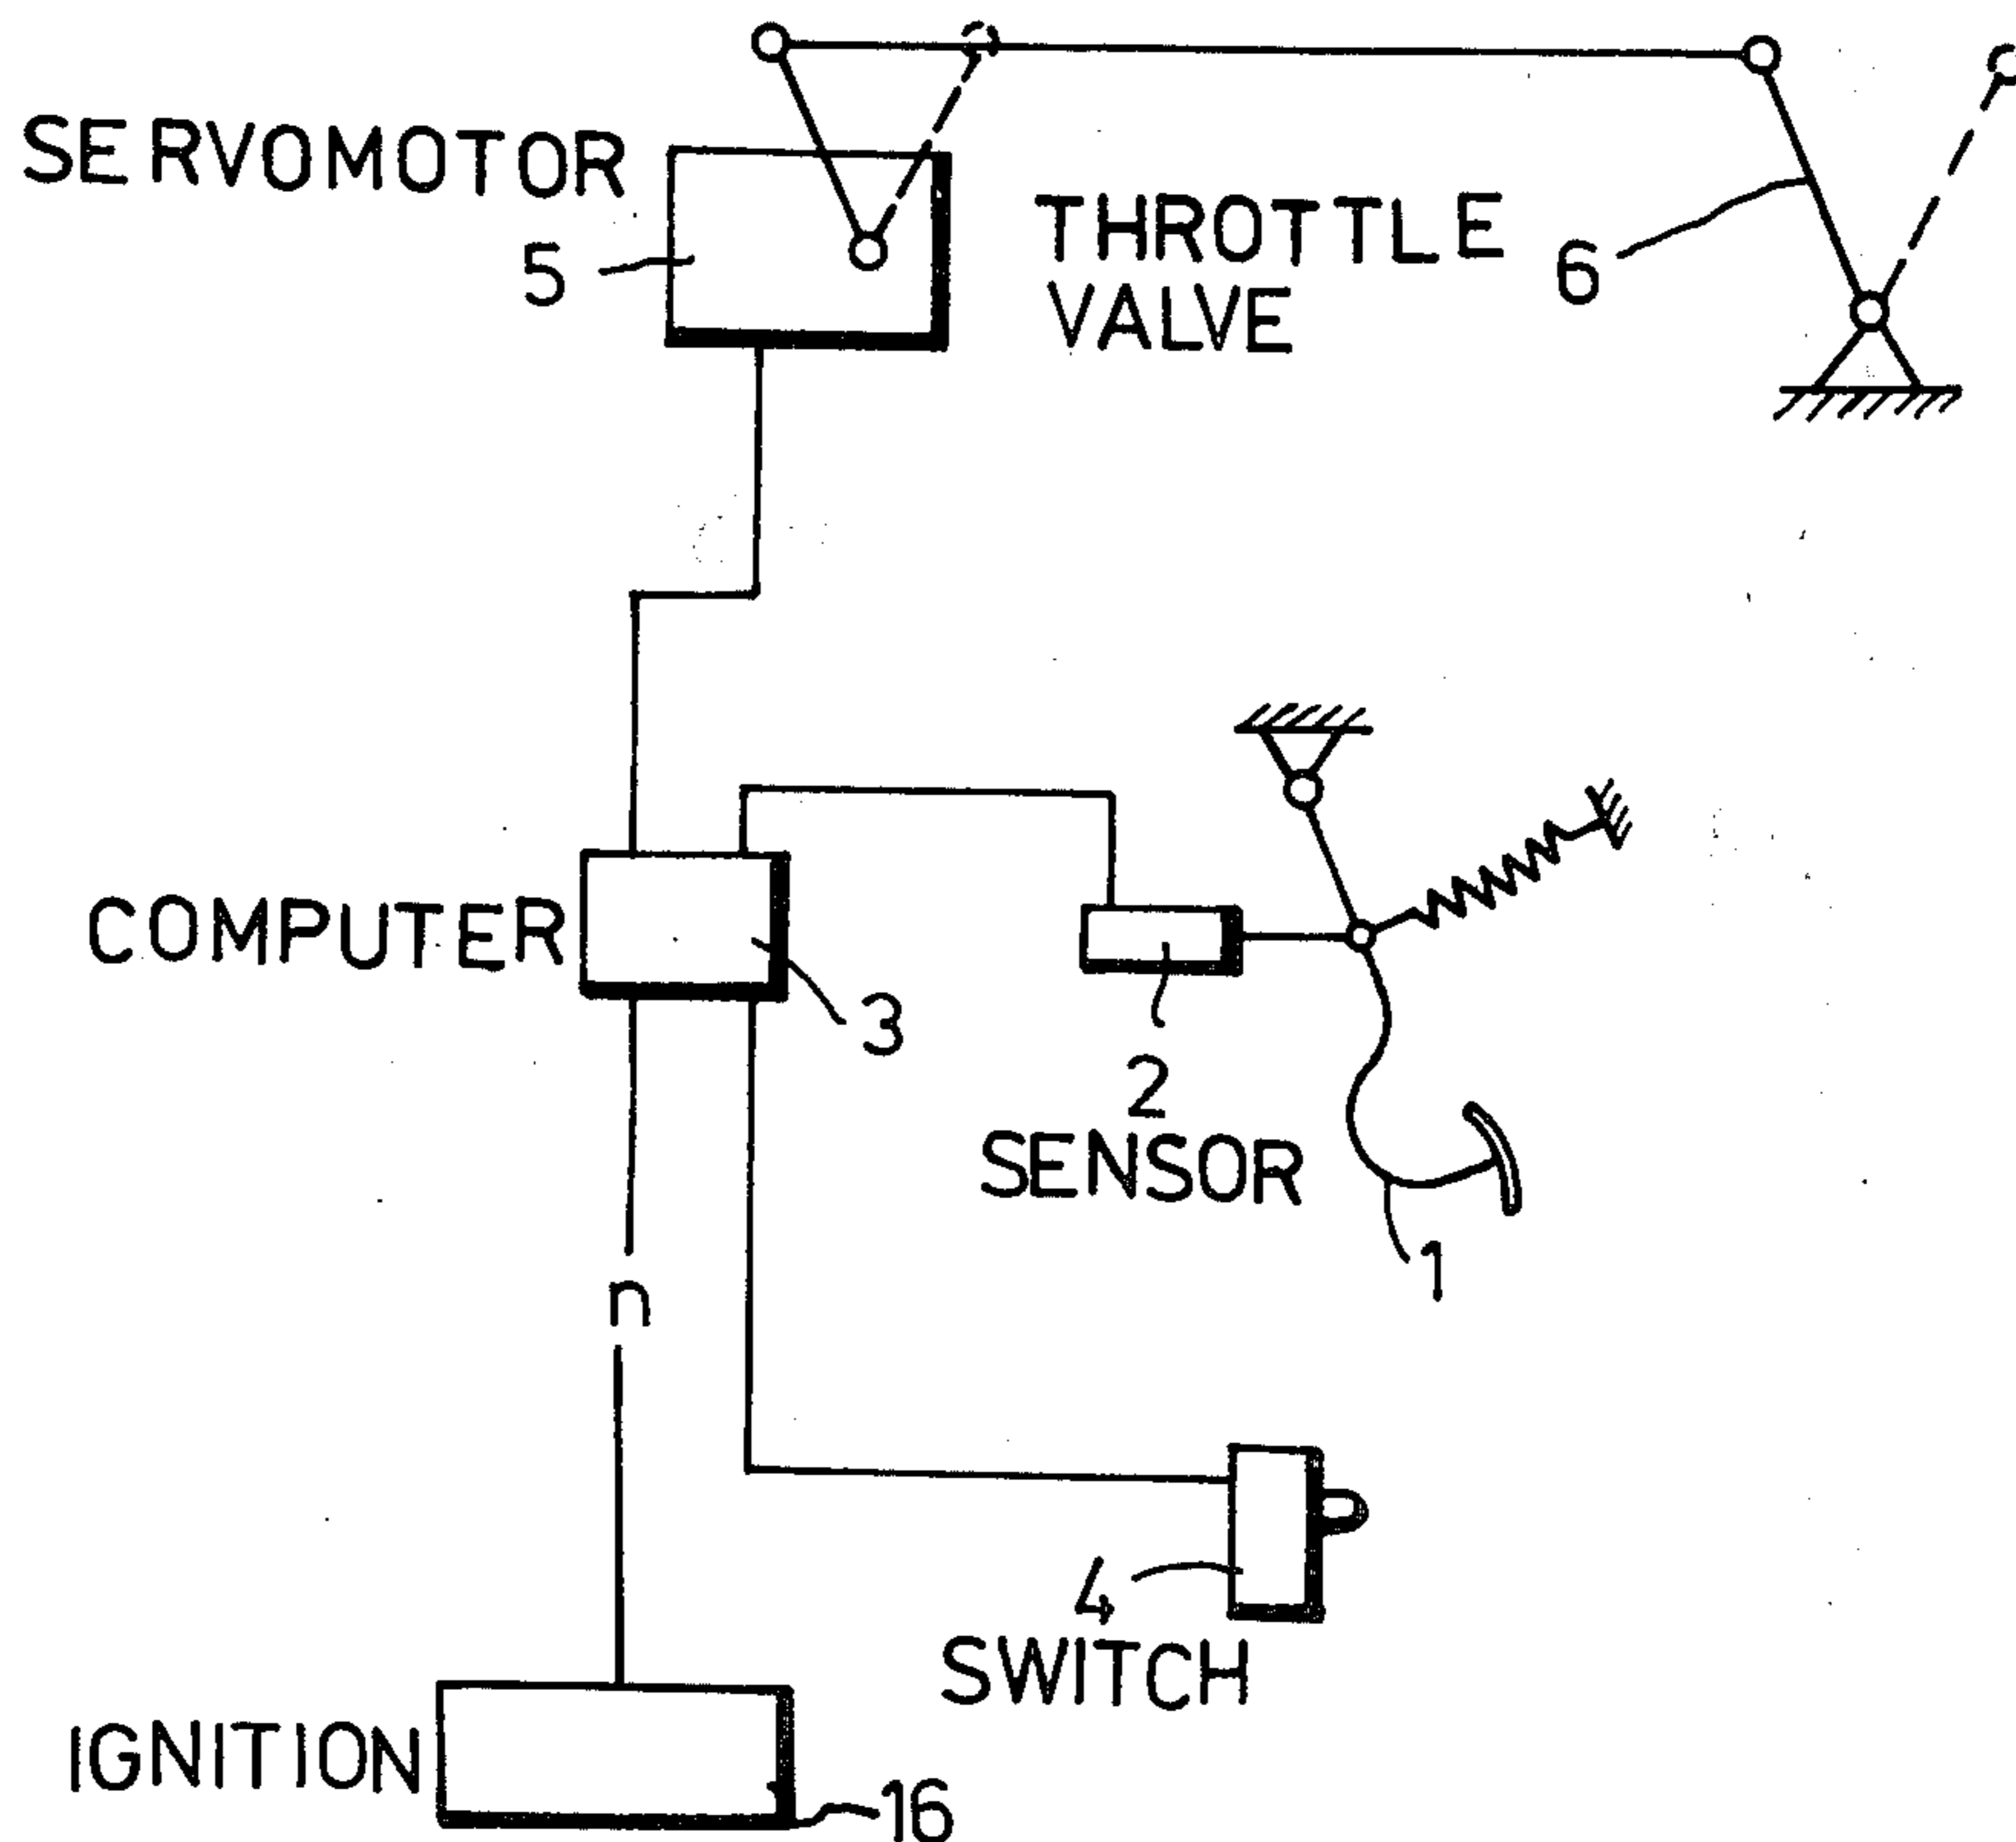 SERVOMOTOR
5
THROTTLE
VALVE
6
COMPUTER
3
2
SENSOR
1
n
4
SWITCH
IGNITION
16